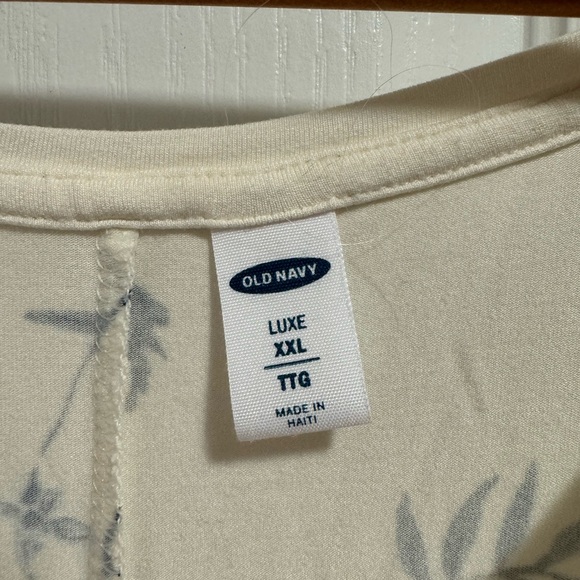 OLD NAVY
LUXE
XXL
TTG
MADE IN
HAITI